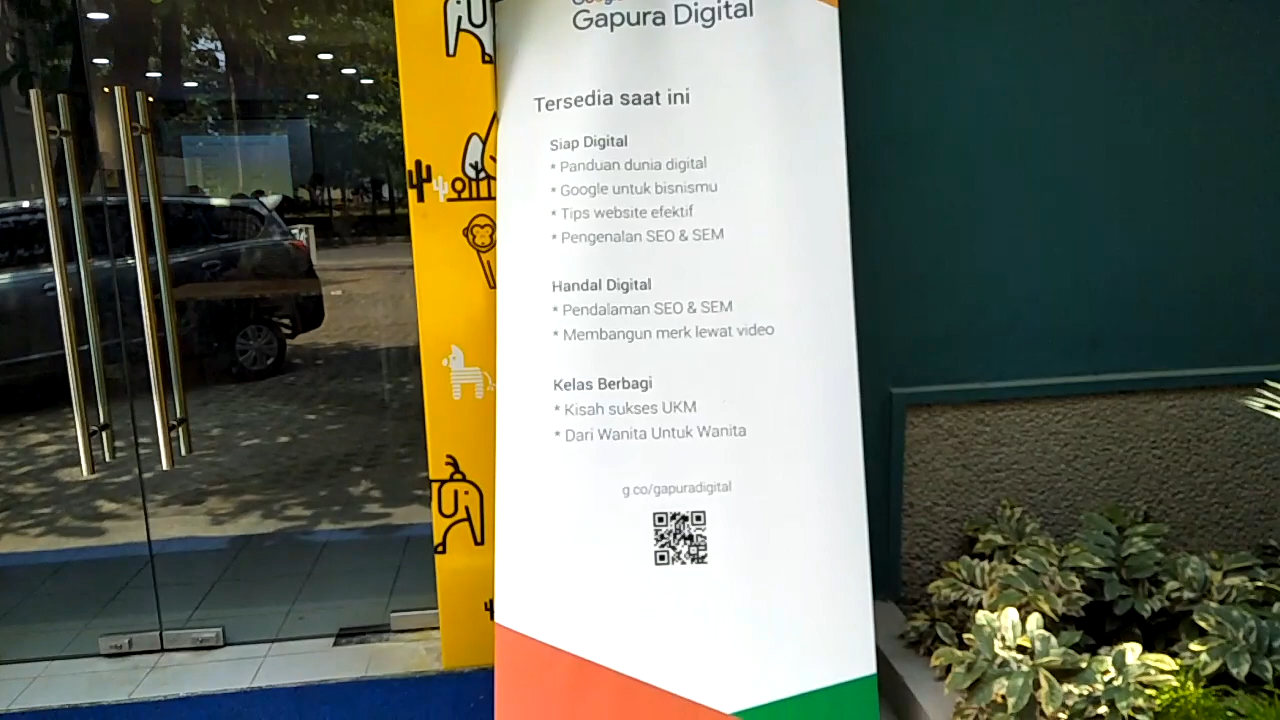 Gapura Digital
Tersedia saat ini
Siap Digital
* Panduan dunia digital
* Google untuk bisnismu
* Tips website efektif
* Pengenalan SEO & SEM
Handal Digital
* Pendalaman SEO & SEM
* Membangun merk lewat video
Kelas Berbagi
* Kisah sukses UKM
* Dari Wanita Untuk Wanita
g.co/gapuradigital